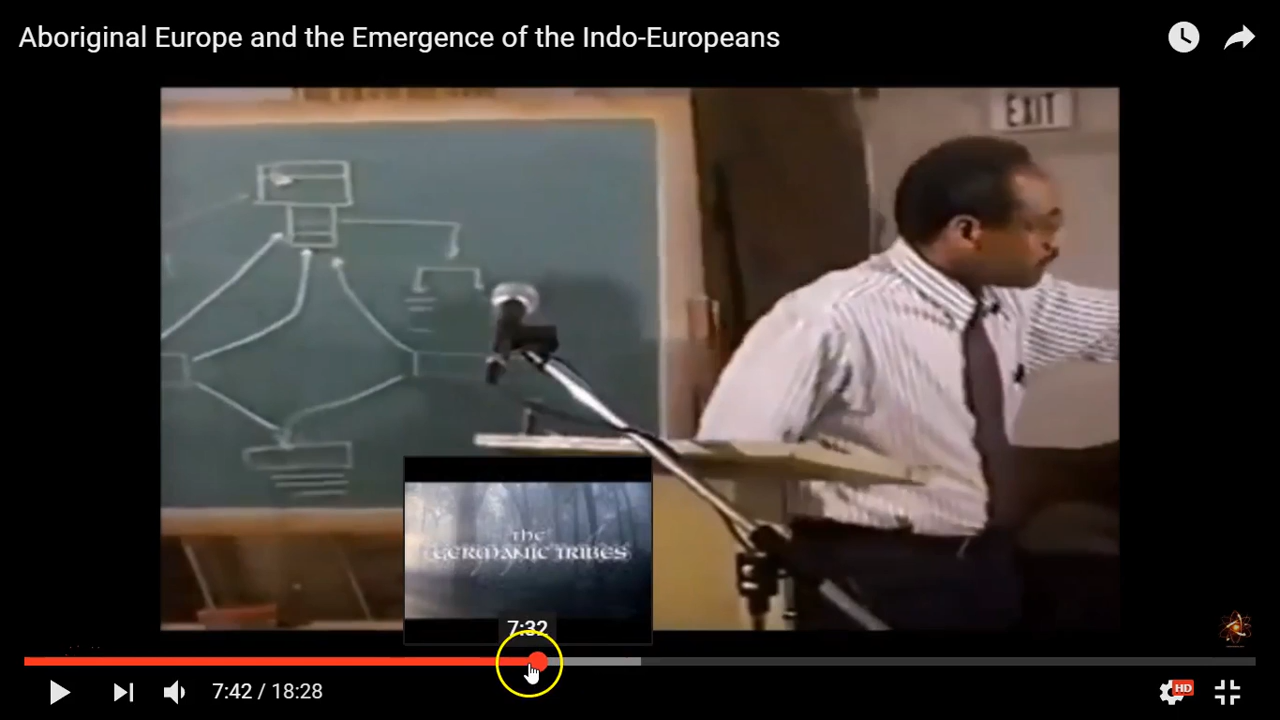 Aboriginal Europe and the Emergence of the Indo-Europeans
EXIT
THE
GERMANIC TRIBES
7:32
7:42 / 18:28
HD